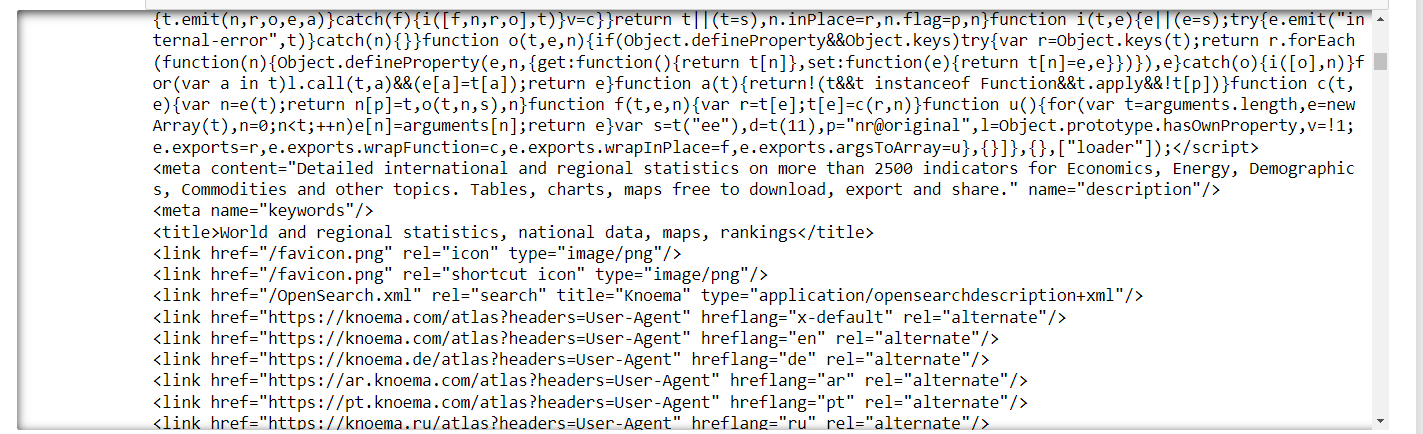 {t.emit(n,r,o,e,a)}catch(f){i([f,n,r,o],t)}v=c}}return t||(t=s),n.inPlace=r,n.flag=p,n}function i(t,e){e||(e=s);try{e.emit("in
ternal-error",t)}catch(n){}}function o(t,e,n){if(Object.defineProperty&&Object.keys)try{var r=Object.keys(t);return r.forEach
(function(n){Object.defineProperty(e,n,{get:function(){return t[n]},set:function(e){return t[n]=e,e}})}),e}catch(o){i([o],n)}f
or(var a in t)l.call(t,a)&&(e[a]=t[a]);return e}function a(t){return!(t&&t instanceof Function&&t.apply&&!t[p])}function c(t,
e){var n=e(t);return n[p]=t,o(t,n,s),n}function f(t,e,n){var r=t[e];t[e]=c(r,n)}function u(){for(var t=arguments.length,e=new
Array(t),n=0;n<t;++n)e[n]=arguments[n];return e}var s=t("ee"),d=t(11),p="nr@original",l=Object.prototype.hasOwnProperty,v=!1;
e.exports=r,e.exports.wrapFunction=c,e.exports.wrapInPlace=f,e.exports.argsToArray=u},{}]},{},["loader"]);</script>
<meta content="Detailed international and regional statistics on more than 2500 indicators for Economics, Energy, Demographic
s, Commodities and other topics. Tables, charts, maps free to download, export and share." name="description"/>
<meta name="keywords"/>
<title>World and regional statistics, national data, maps, rankings</title>
<link href="/favicon.png" rel="icon" type="image/png"/>
<link href="/favicon.png" rel="shortcut icon" type="image/png"/>
<link href="/OpenSearch.xml" rel="search" title="Knoema" type="application/opensearchdescription+xml"/>
<link href="https://knoema.com/atlas?headers=User-Agent" hreflang="x-default" rel="alternate"/>
<link href="https://knoema.com/atlas?headers=User-Agent" hreflang="en" rel="alternate"/>
<link href="https://knoema.de/atlas?headers=User-Agent" hreflang="de" rel="alternate"/>
<link href="https://ar.knoema.com/atlas?headers=User-Agent" hreflang="ar" rel="alternate"/>
<link href="https://pt.knoema.com/atlas?headers=User-Agent" hreflang="pt" rel="alternate"/>
<link href="https://knoema.ru/atlas?headers=User-Agent" hreflang="ru" rel="alternate"/>